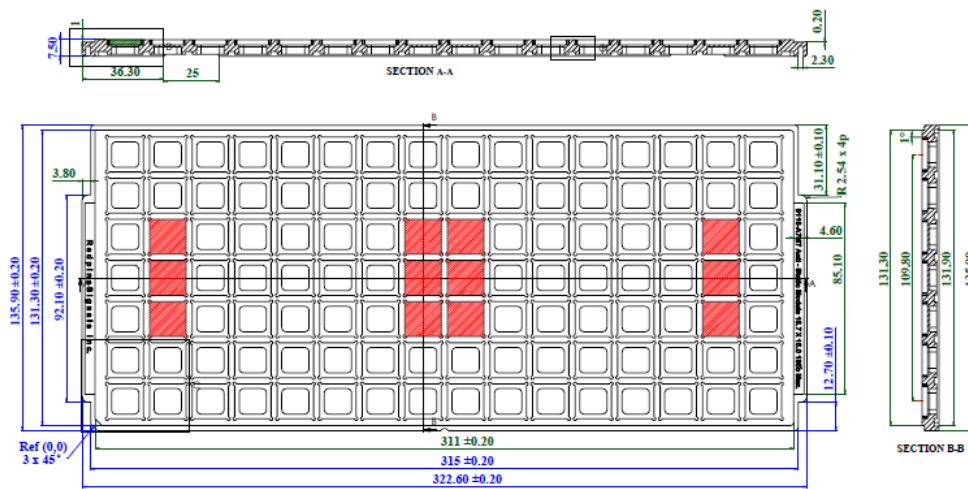 1
7.50
36.30
25
0.20
2.30
SECTION A-A
B
3.80
135.90 ±0.20
131.30 ±0.20
92.10 ±0.20
31.10 ±0.10
R 2.54 x 4p
4.60
85.10
A
12.70 ±0.10
B
Ref (0,0)
3 x 45°
311 ±0.20
315 ±0.20
322.60 ±0.20
1°
131.30
109.80
131.90
SECTION B-B